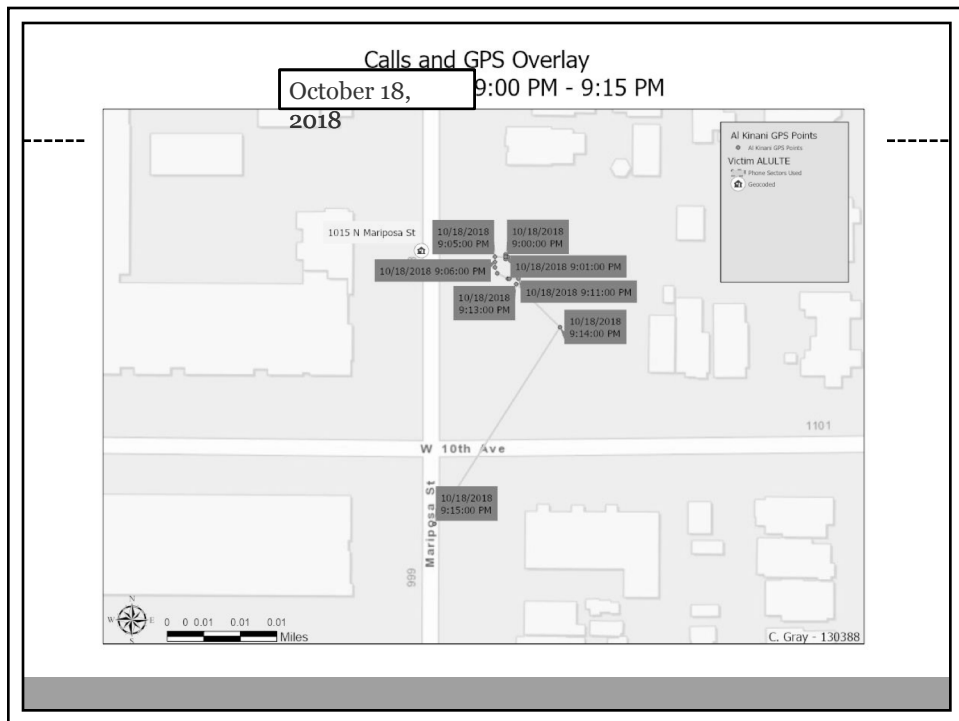 Calls and GPS Overlay
October 18, 2018 9:00 PM - 9:15 PM
Al Kinani GPS Points
Al Kinani GPS Points
Victim ALULTE
Phone Sectors Used
Geocoded
1015 N Mariposa St
10/18/2018
9:05:00 PM
10/18/2018
9:00:00 PM
10/18/2018 9:06:00 PM
10/18/2018 9:01:00 PM
10/18/2018
9:13:00 PM
10/18/2018 9:11:00 PM
10/18/2018
9:14:00 PM
1101
W 10th Ave
10/18/2018
9:15:00 PM
Mariposa St
999
N
W
E
S
0 0 0.01 0.01 0.01
Miles
C. Gray - 130388